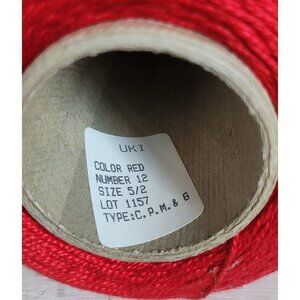 UKI
COLOR RED
NUMBER 12
SIZE 5/2
LOT 1157
TYPE:C.P.M.& G